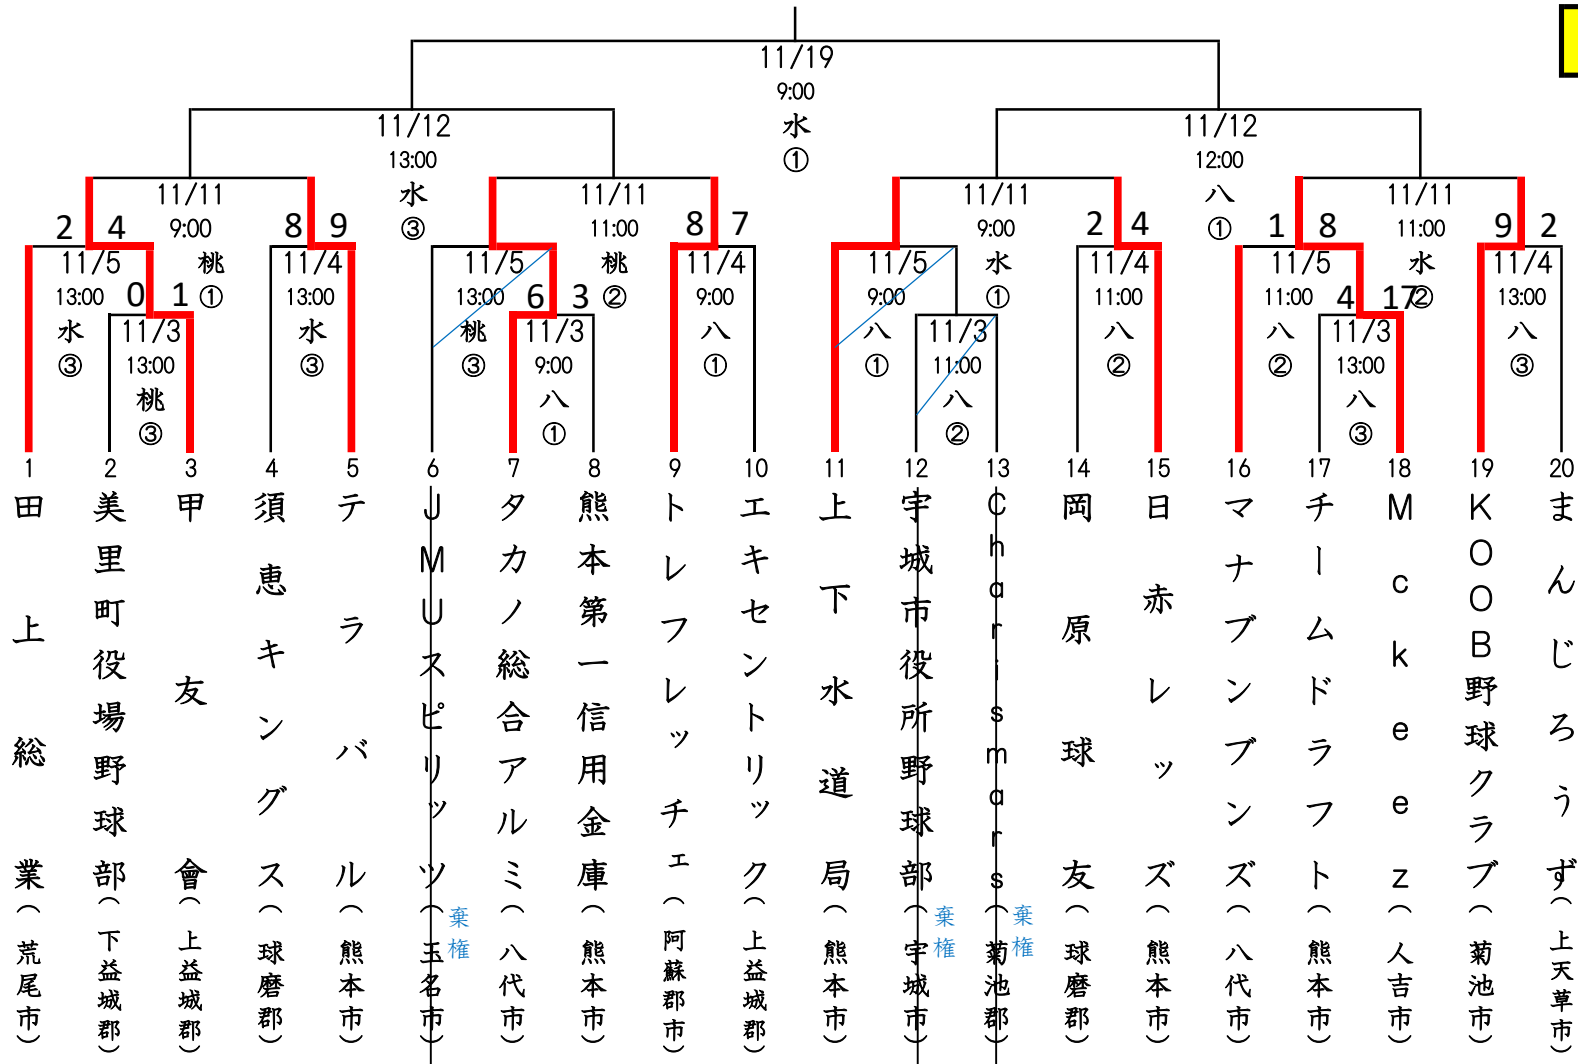 11/19
9:00
水
①
11/12
13:00
水
③
11/12
12:00
八
①
11/11
9:00
桃
①
11/11
11:00
桃
②
11/11
9:00
水
①
11/11
11:00
水
②
2 4
11/5
13:00
水
③
8 9
11/4
13:00
水
③
11/5
13:00
桃
③
8 7
11/4
9:00
八
①
11/5
9:00
八
①
2 4
11/4
11:00
八
②
1 8
11/5
11:00
八
②
9 2
11/4
13:00
八
③
0 1
11/3
13:00
桃
③
6 3
11/3
9:00
八
①
11/3
11:00
八
②
4 17
11/3
13:00
八
③
1 田上総業(荒尾市)
2 美里町役場野球部(下益城郡)
3 甲友會(上益城郡)
4 須恵キングス(球磨郡)
5 テラバル(熊本市)
6 JMUスピリッツ(玉名市)
棄権
7 タカノ総合アルミ(八代市)
8 熊本第一信用金庫(熊本市)
9 トレフレッチェ(阿蘇郡市)
10 エキセントリック(上益城郡)
11 上下水道局(熊本市)
12 宇城市役所野球部(宇城市)
棄権
13 Charismars(菊池郡)
棄権
14 岡原球友(球磨郡)
15 日赤レッズ(熊本市)
16 マナブンブンズ(八代市)
17 チームドラフト(熊本市)
18 Mckeeez(人吉市)
19 KOOB野球クラブ(菊池市)
20 まんじろうず(上天草市)